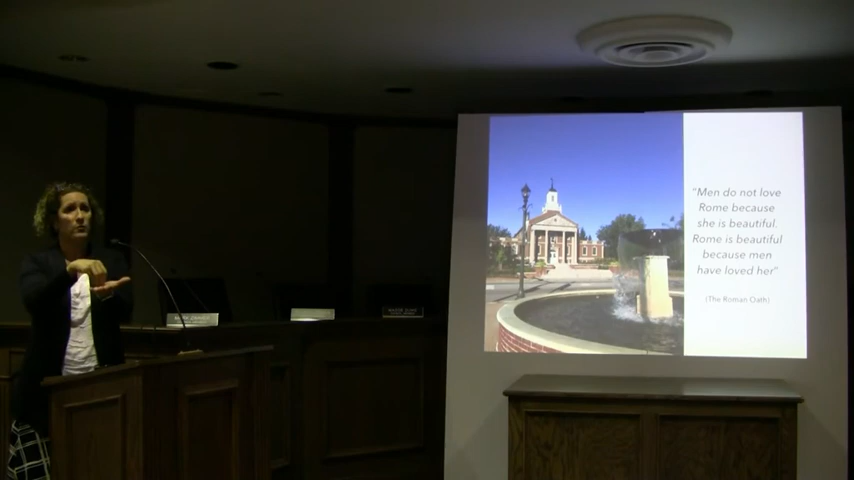 "Men do not love
Rome because
she is beautiful.
Rome is beautiful
because men
have loved her"
(The Roman Oath)